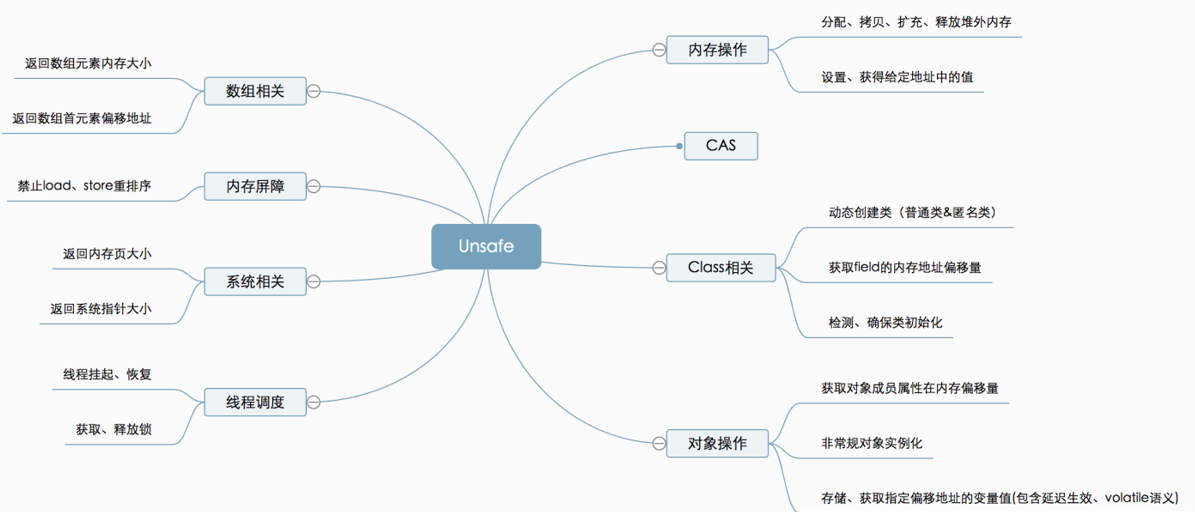 Unsafe
数组相关
返回数组元素内存大小
返回数组首元素偏移地址
内存屏障
禁止load、store重排序
系统相关
返回内存页大小
返回系统指针大小
线程调度
线程挂起、恢复
获取、释放锁
内存操作
分配、拷贝、扩充、释放堆外内存
设置、获得给定地址中的值
CAS
Class相关
动态创建类（普通类&匿名类）
获取field的内存地址偏移量
检测、确保类初始化
对象操作
获取对象成员属性在内存偏移量
非常规对象实例化
存储、获取指定偏移地址的变量值(包含延迟生效、volatile语义)